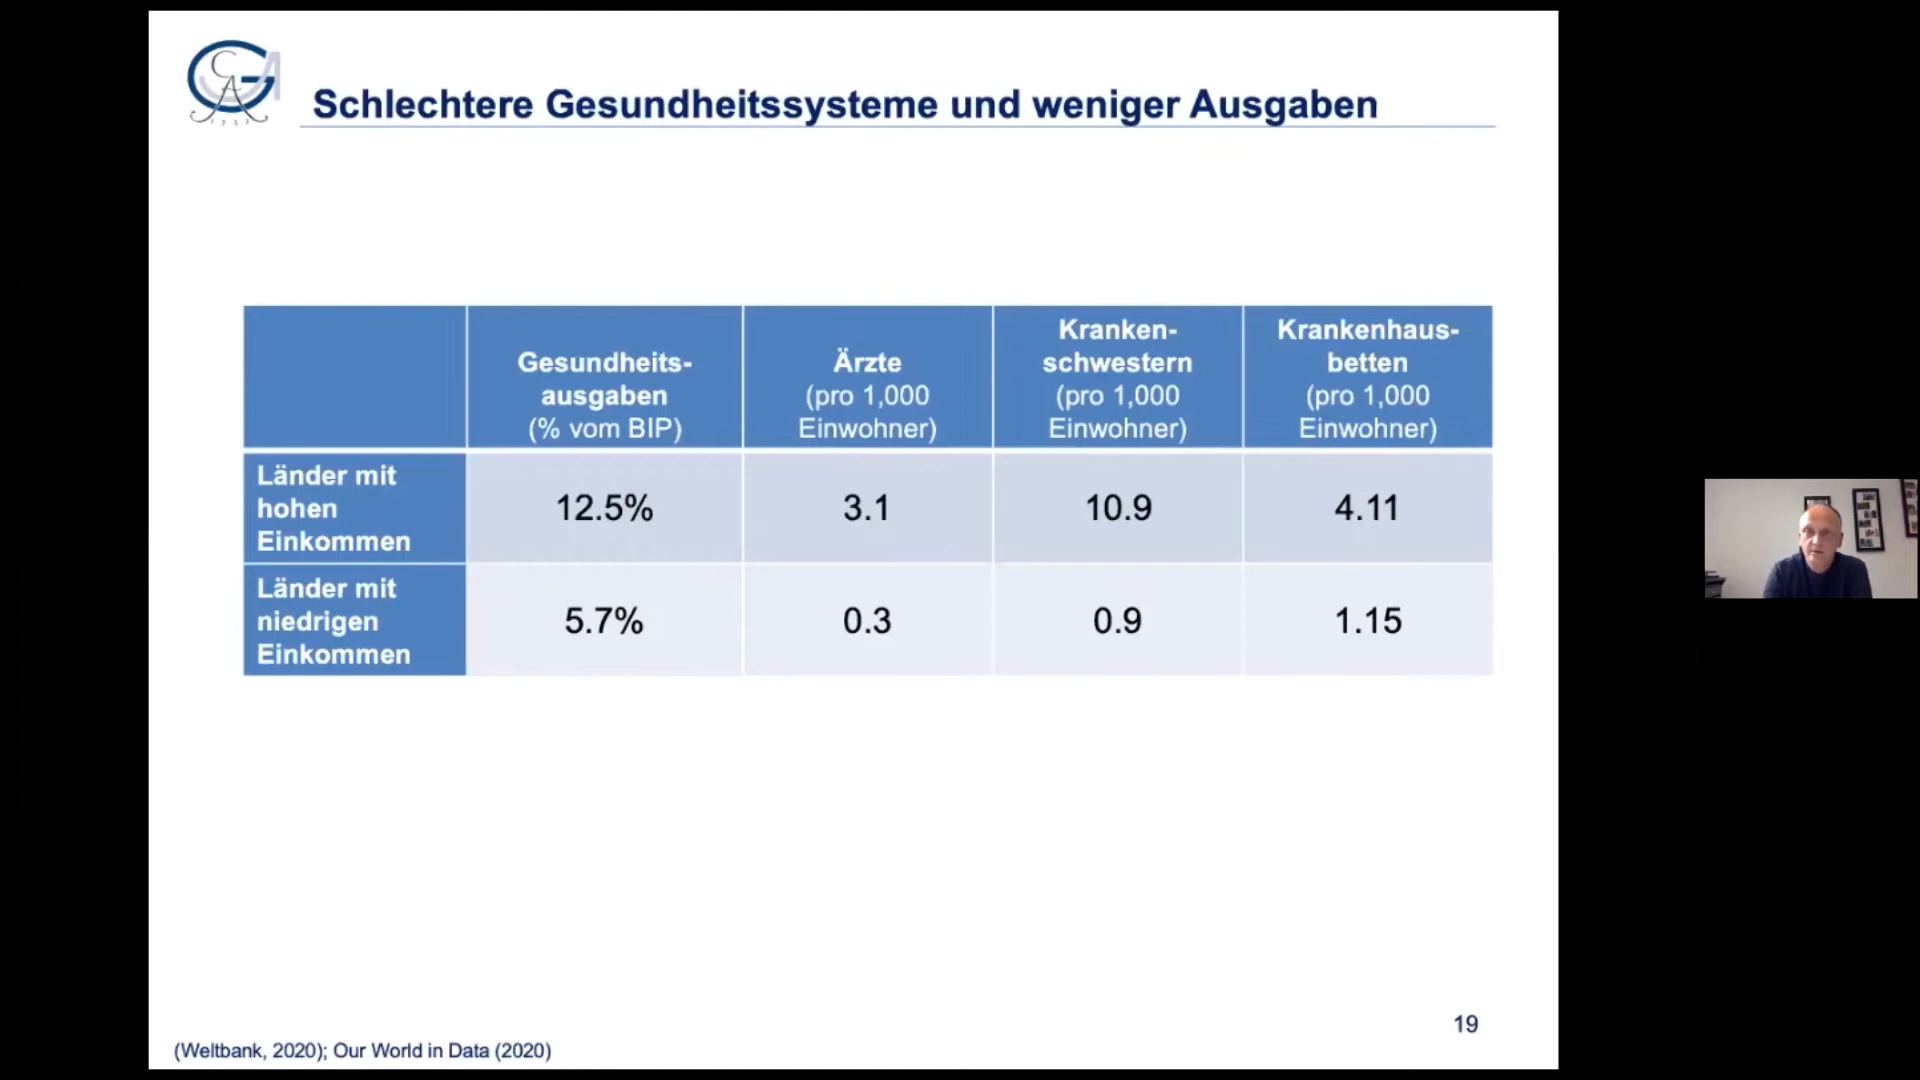 Schlechtere Gesundheitssysteme und weniger Ausgaben
Gesundheits-
ausgaben
(% vom BIP)
Ärzte
(pro 1,000
Einwohner)
Kranken-
schwestern
(pro 1,000
Einwohner)
Krankenhaus-
betten
(pro 1,000
Einwohner)
Länder mit
hohen
Einkommen
12.5%
3.1
10.9
4.11
Länder mit
niedrigen
Einkommen
5.7%
0.3
0.9
1.15
19
(Weltbank, 2020); Our World in Data (2020)